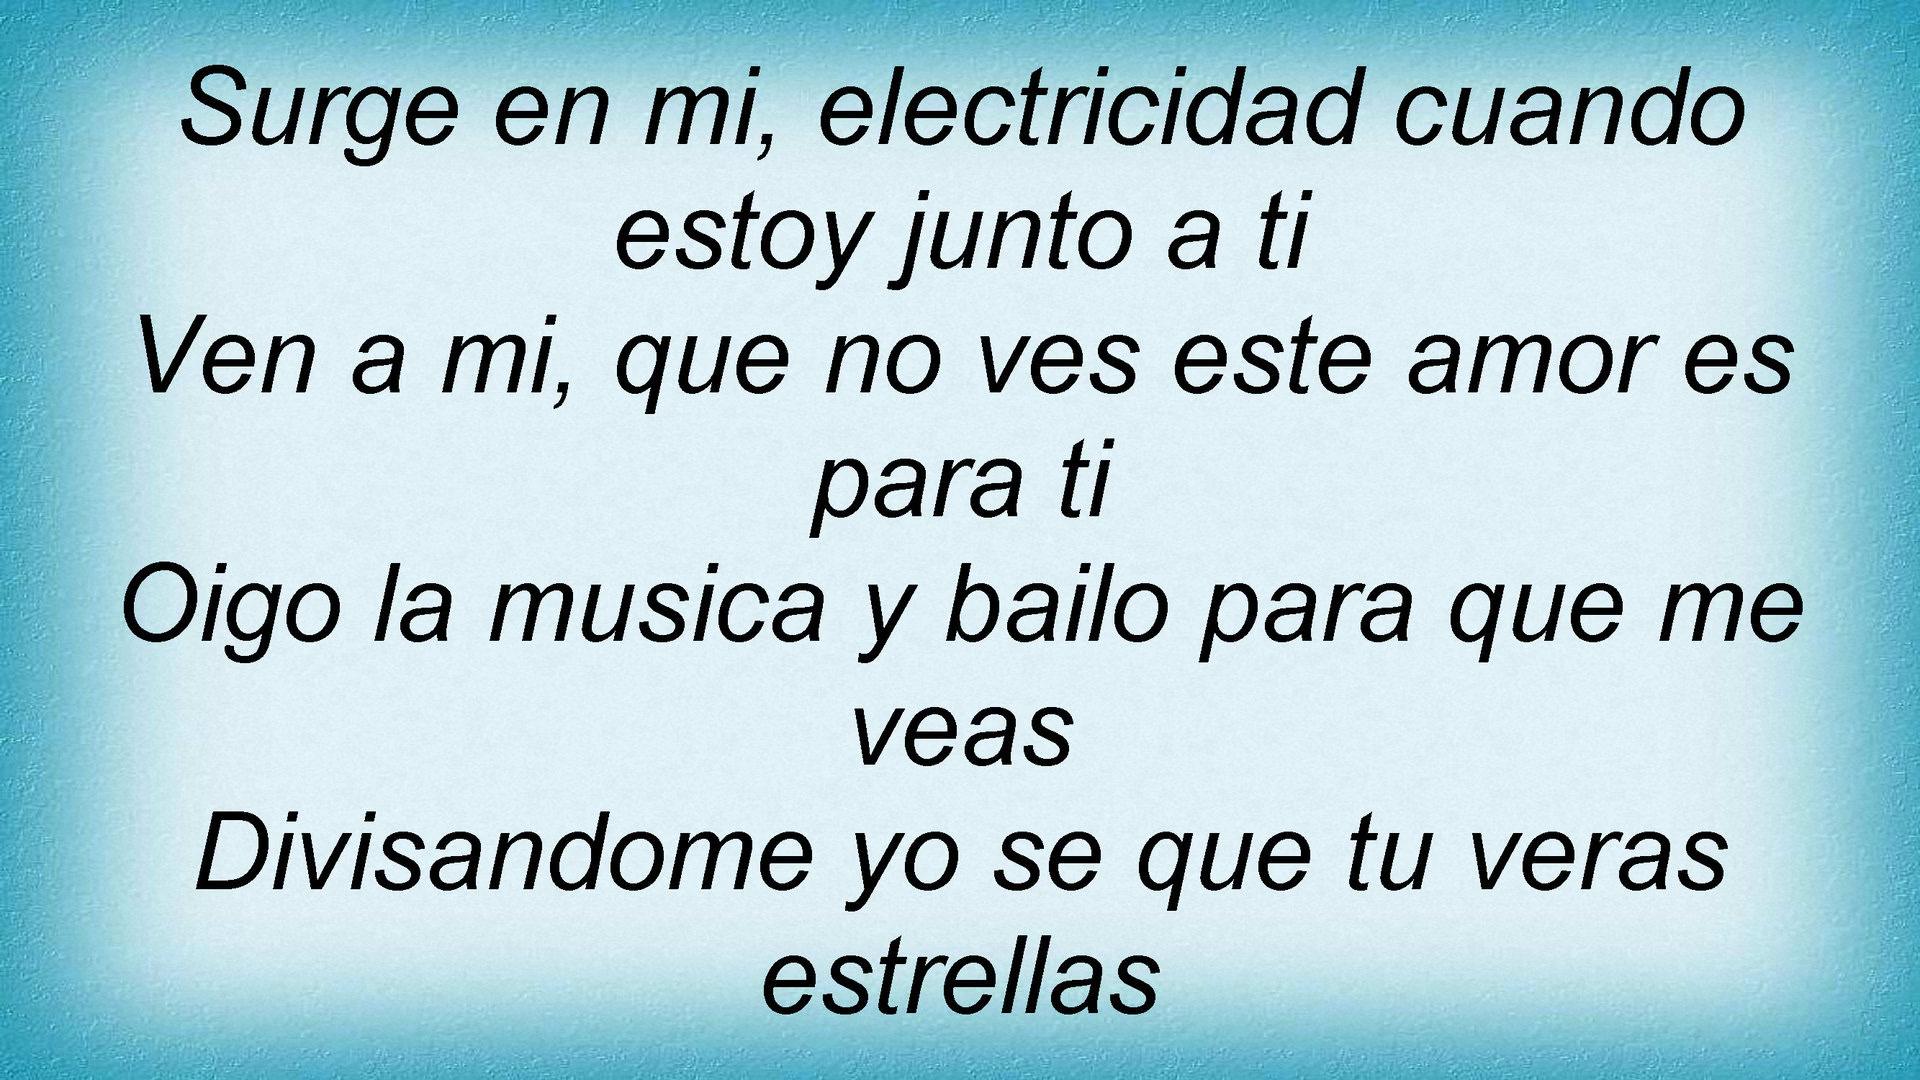 Surge en mi, electricidad cuando
estoy junto a ti
Ven a mi, que no ves este amor es
para ti
Oigo la musica y bailo para que me
veas
Divisandome yo se que tu veras
estrellas